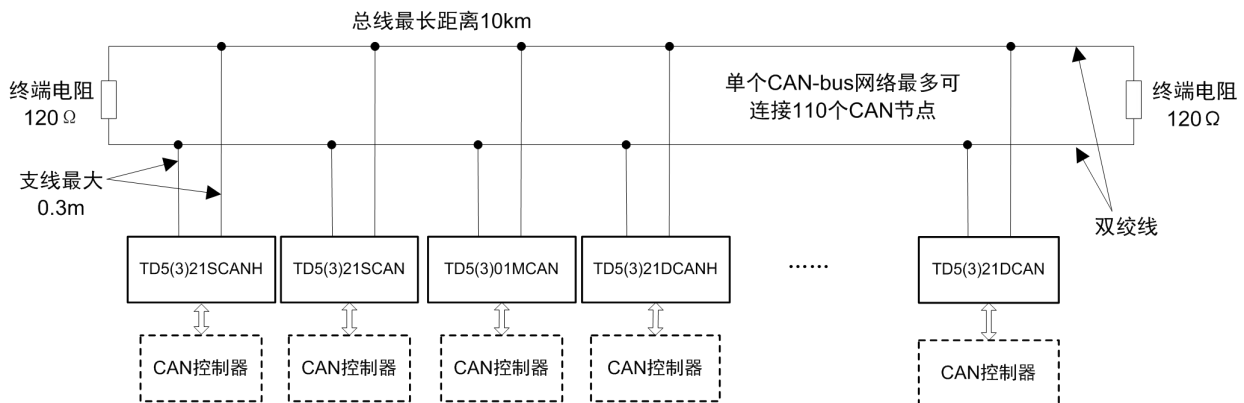 总线最长距离10km
终端电阻
120Ω
单个CAN-bus网络最多可
连接110个CAN节点
终端电阻
120Ω
支线最大
0.3m
双绞线
TD5(3)21SCANH
TD5(3)21SCAN
TD5(3)01MCAN
TD5(3)21DCANH
……
TD5(3)21DCAN
CAN控制器
CAN控制器
CAN控制器
CAN控制器
CAN控制器